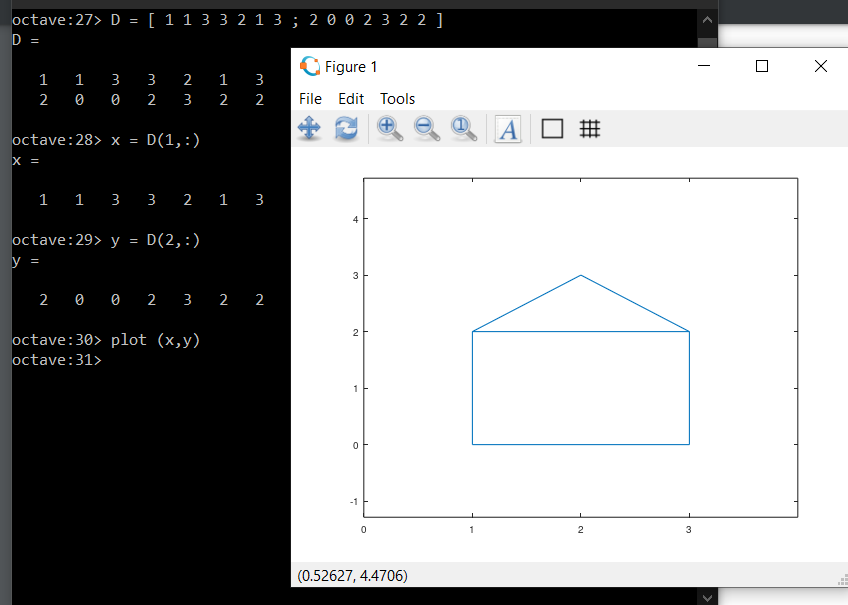 octave:27> D = [ 1 1 3 3 2 1 3 ; 2 0 0 2 3 2 2 ]
D =
1 1 3 3 2 1 3
2 0 0 2 3 2 2
octave:28> x = D(1,:)
x =
1 1 3 3 2 1 3
octave:29> y = D(2,:)
y =
2 0 0 2 3 2 2
octave:30> plot (x,y)
octave:31>
Figure 1
File Edit Tools
A
4
3
2
1
0
-1
0 1 2 3
(0.52627, 4.4706)